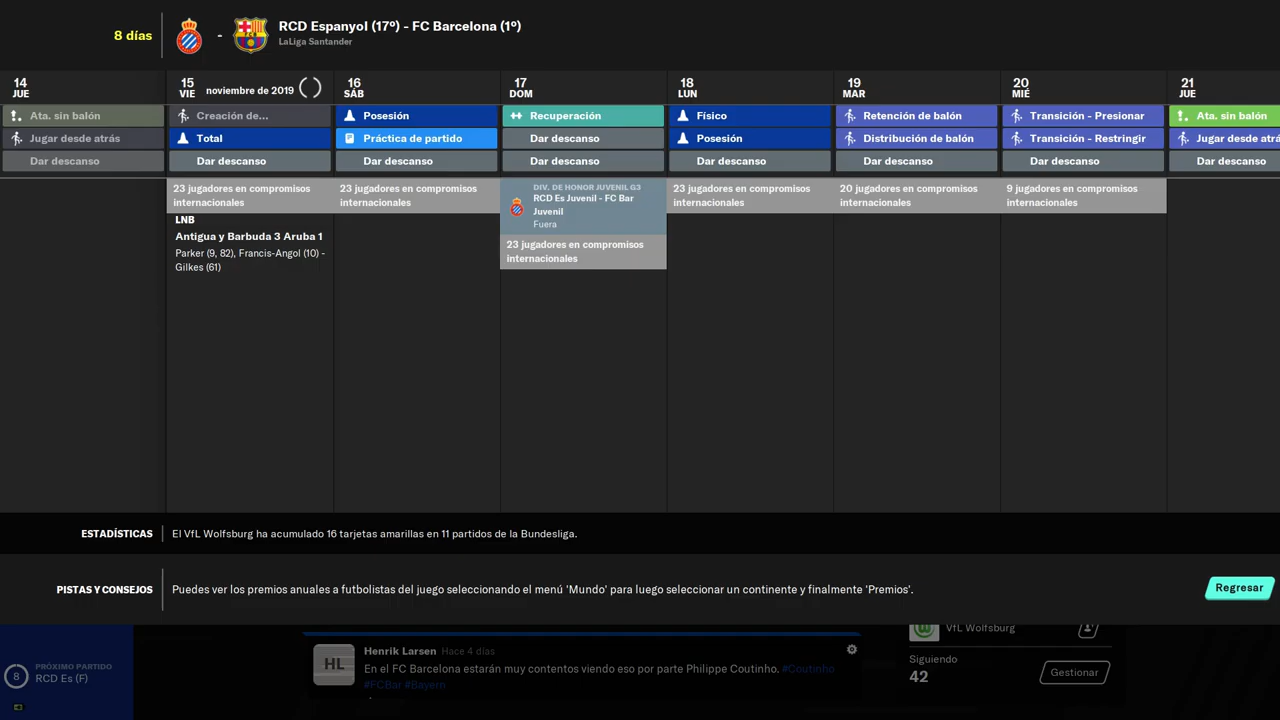 8 días
-
RCD Espanyol (17º) - FC Barcelona (1º)
LaLiga Santander
14
JUE
15
VIE
noviembre de 2019
16
SÁB
17
DOM
18
LUN
19
MAR
20
MIÉ
21
JUE
Ata. sin balón
Creación de...
Posesión
Recuperación
Físico
Retención de balón
Transición - Presionar
Ata. sin balón
Jugar desde atrás
Total
Práctica de partido
Dar descanso
Posesión
Distribución de balón
Transición - Restringir
Jugar desde atrá
Dar descanso
Dar descanso
Dar descanso
Dar descanso
Dar descanso
Dar descanso
Dar descanso
Dar descanso
23 jugadores en compromisos
internacionales
LNB
Antigua y Barbuda 3 Aruba 1
Parker (9, 82), Francis-Angol (10) -
Gilkes (61)
23 jugadores en compromisos
internacionales
DIV. DE HONOR JUVENIL G3
RCD Es Juvenil - FC Bar
Juvenil
Fuera
23 jugadores en compromisos
internacionales
23 jugadores en compromisos
internacionales
20 jugadores en compromisos
internacionales
9 jugadores en compromisos
internacionales
ESTADÍSTICAS
El VfL Wolfsburg ha acumulado 16 tarjetas amarillas en 11 partidos de la Bundesliga.
PISTAS Y CONSEJOS
Puedes ver los premios anuales a futbolistas del juego seleccionando el menú 'Mundo' para luego seleccionar un continente y finalmente 'Premios'.
Regresar
8
PRÓXIMO PARTIDO
RCD Es (F)
HL
Henrik Larsen Hace 4 días
En el FC Barcelona estarán muy contentos viendo eso por parte Philippe Coutinho. #Coutinho
#FCBar #Bayern
VfL Wolfsburg
Siguiendo
42
Gestionar